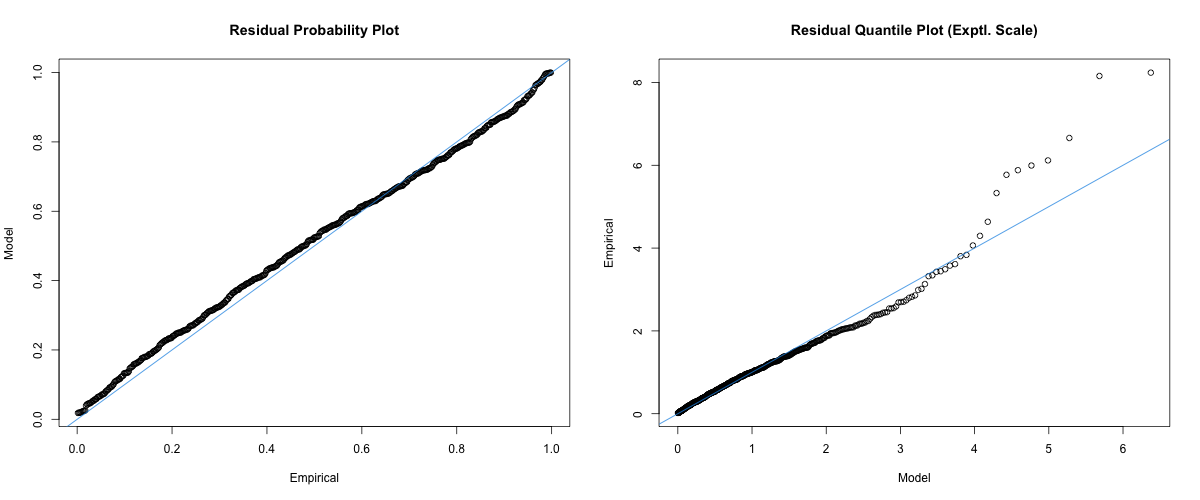 Residual Probability Plot
Model
1.0
0.8
0.6
0.4
0.2
0.0
0.0 0.2 0.4 0.6 0.8 1.0
Empirical
Residual Quantile Plot (Exptl. Scale)
Empirical
8
6
4
2
0
0 1 2 3 4 5 6
Model